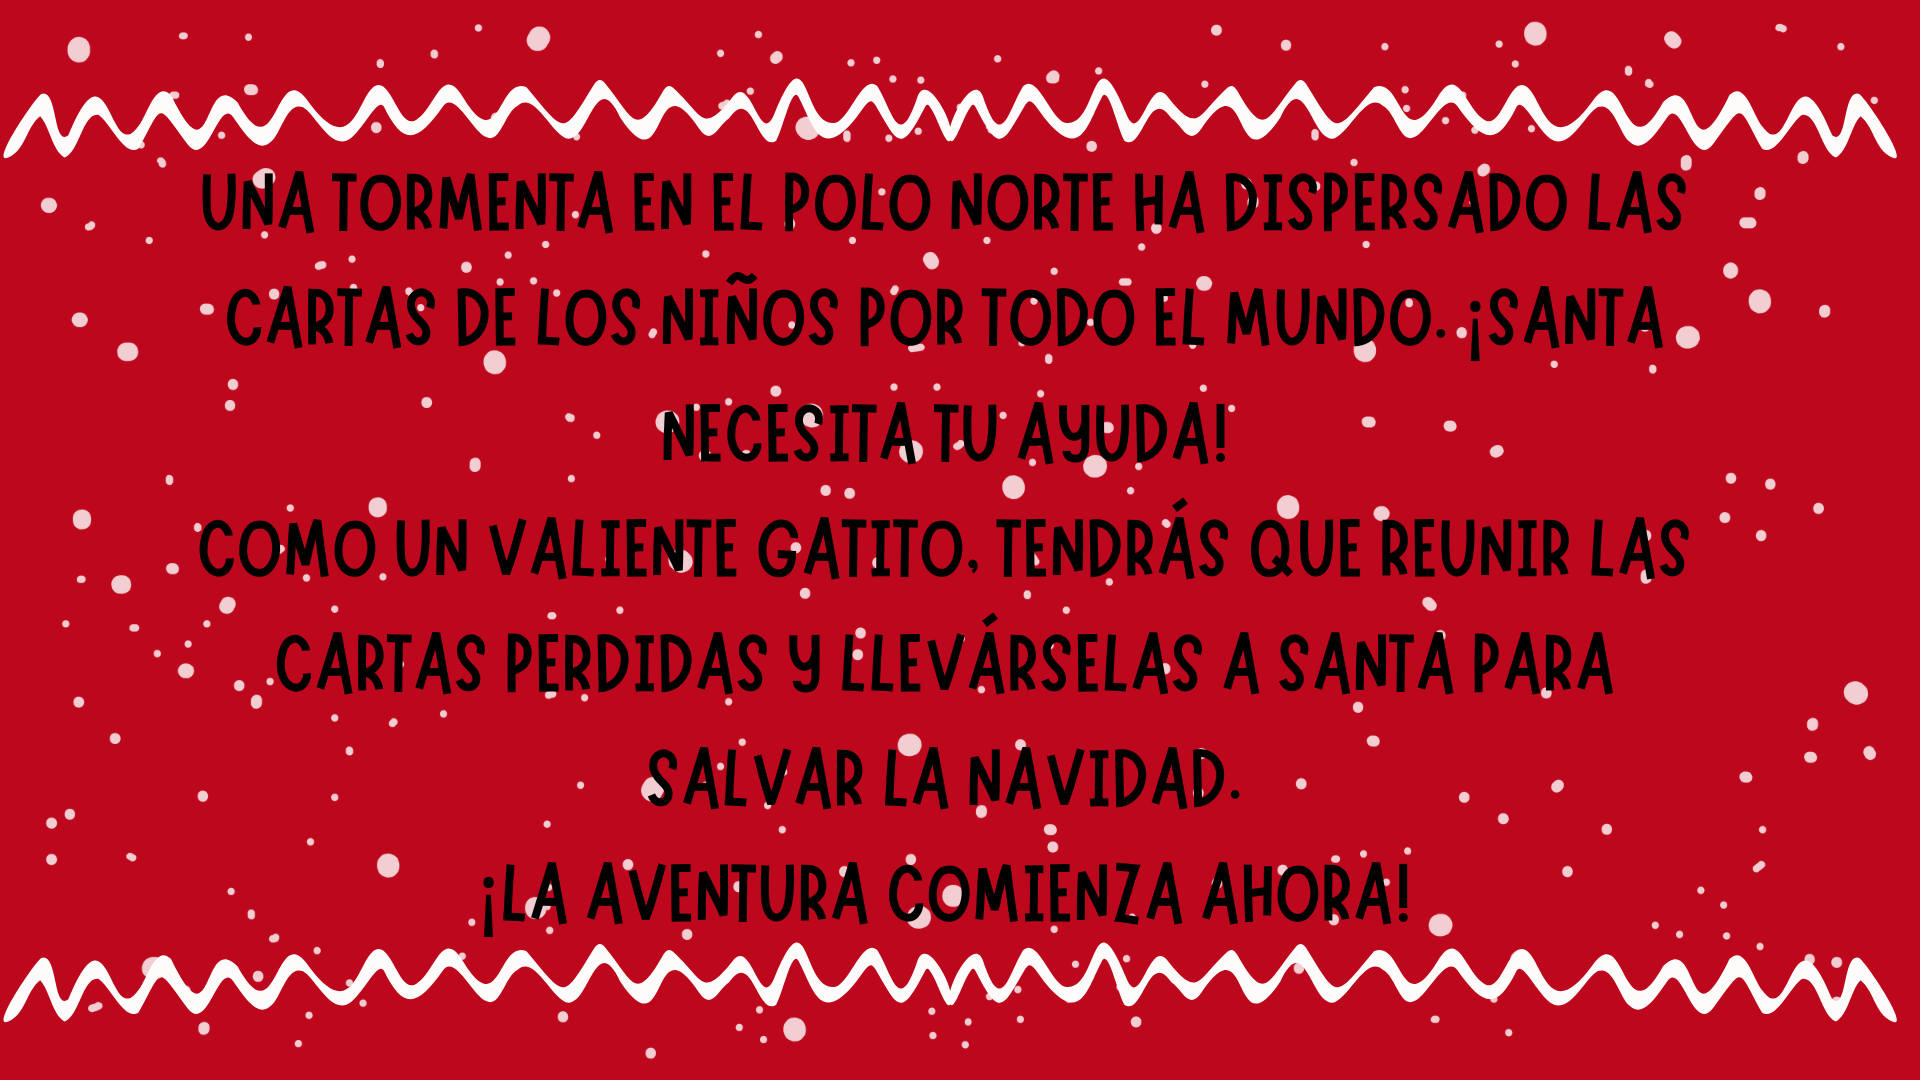 UNA TORMENTA EN EL POLO NORTE HA DISPERSADO LAS
CARTAS DE LOS NIÑOS POR TODO EL MUNDO. ¡SANTA
NECESITA TU AYUDA!
COMO UN VALIENTE GATITO, TENDRÁS QUE REUNIR LAS
CARTAS PERDIDAS Y LLEVÁRSELAS A SANTA PARA
SALVAR LA NAVIDAD.
¡LA AVENTURA COMIENZA AHORA!